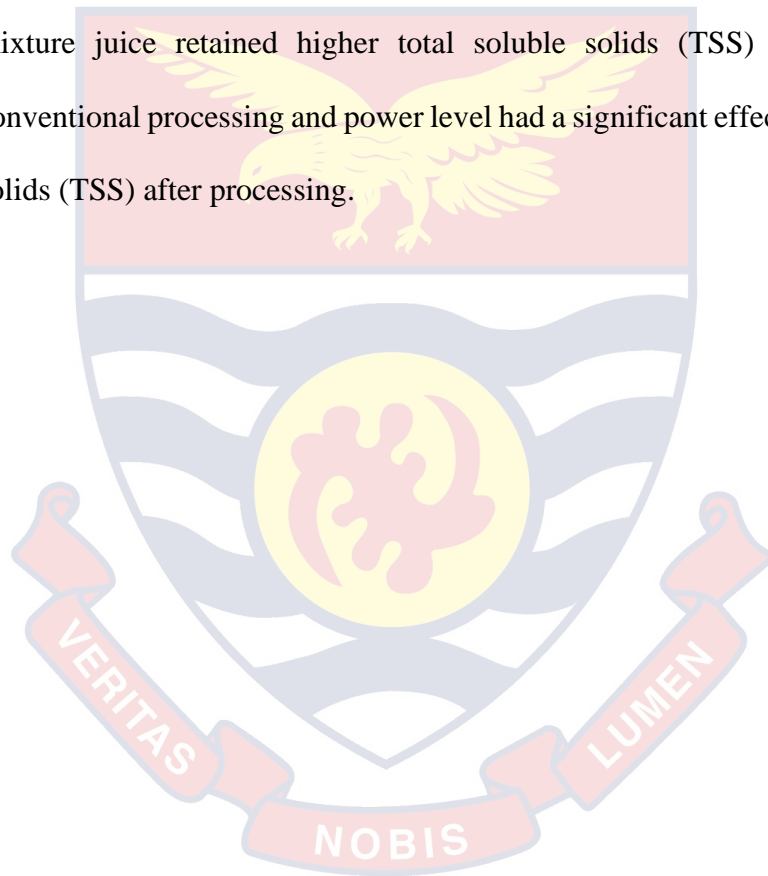 ixture juice retained higher total soluble solids (TSS)
onventional processing and power level had a significant effec
olids (TSS) after processing.
VERITAS
NOBIS
LUMEN